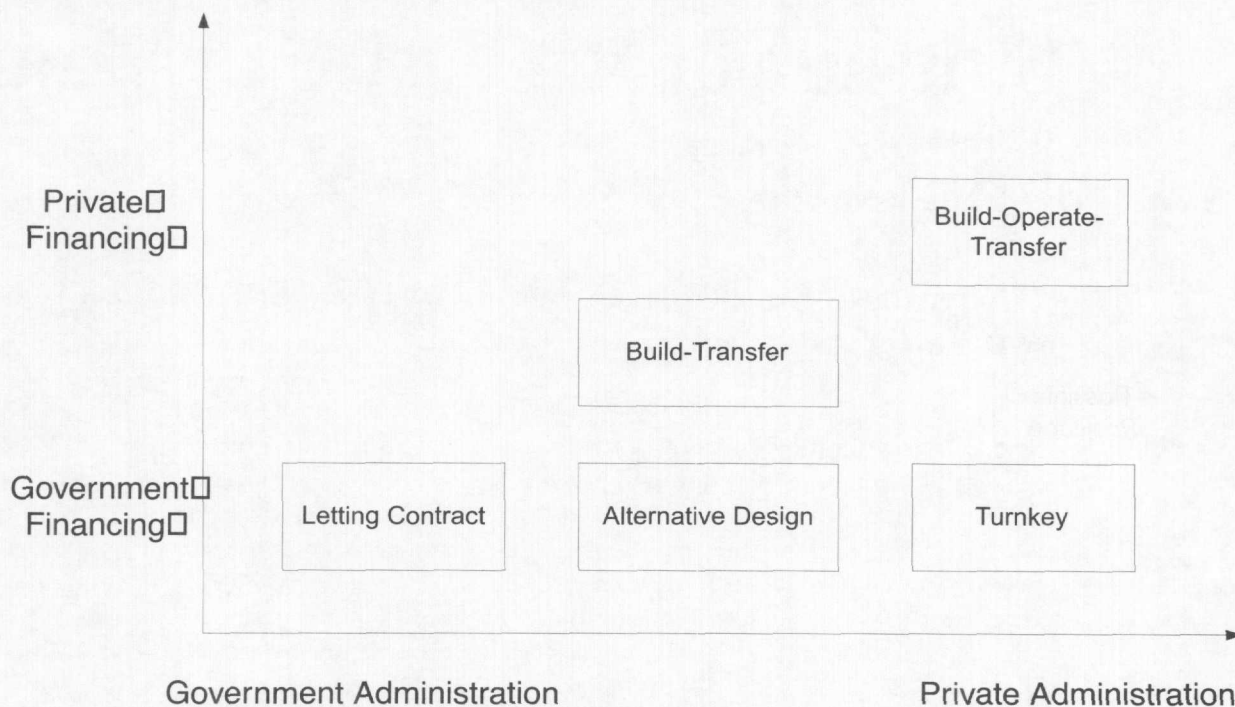 Private
Financing
Build-Operate-
Transfer
Build-Transfer
Government
Financing
Letting Contract
Alternative Design
Turnkey
Government Administration
Private Administration